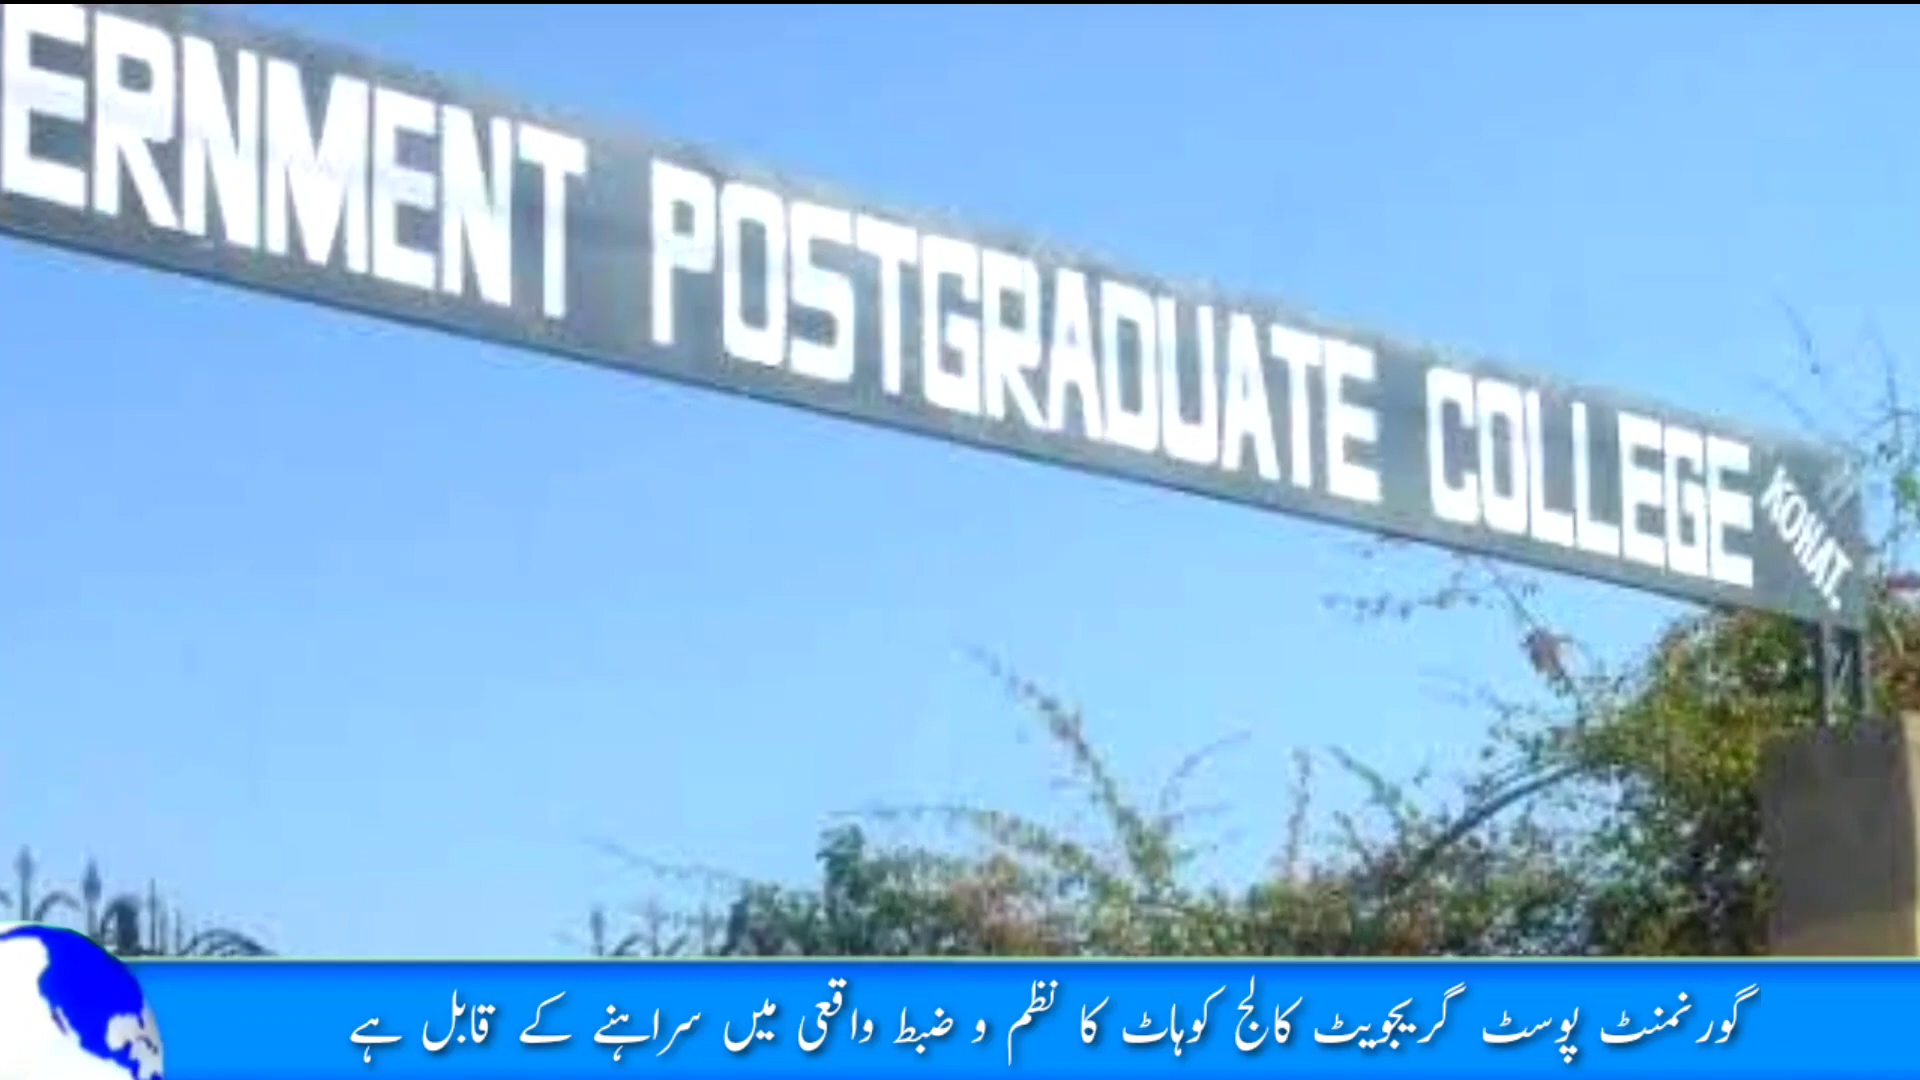 ERNMENT POSTGRADUATE COLLEGE KOHAT.
گورنمنٹ پوسٹ گریجویٹ کالج کوہاٹ کا نظم و ضبط واقعی میں سراہنے کے قابل ہے